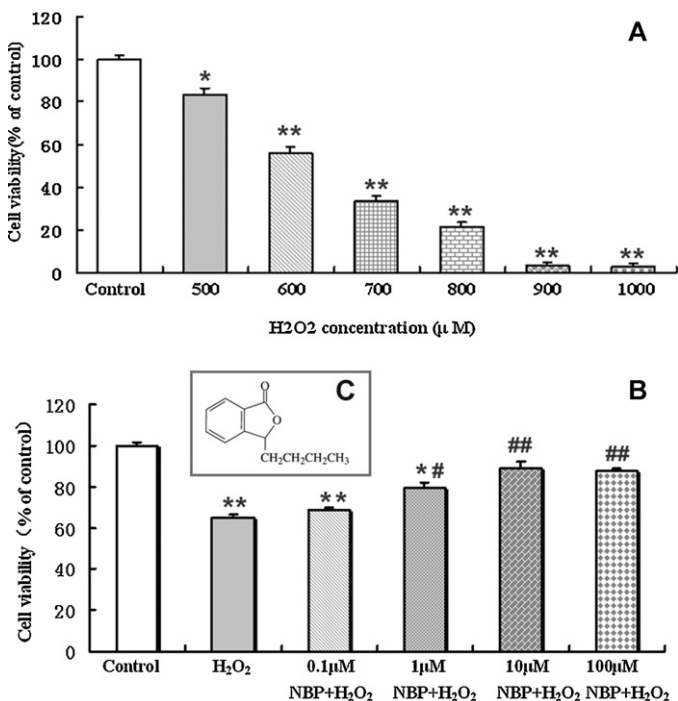 A
Cell viability(% of control)
120
100
80
60
40
20
0
*
**
**
**
**
**
Control 500 600 700 800 900 1000
H2O2 concentration (μ M)
C
B
O
O
CH2CH2CH2CH3
Cell viability (% of control)
120
100
80
60
40
20
0
**
**
*#
##
##
Control H₂O₂ 0.1μM 1μM 10μM 100μM
NBP+H₂O₂ NBP+H₂O₂ NBP+H₂O₂ NBP+H₂O₂